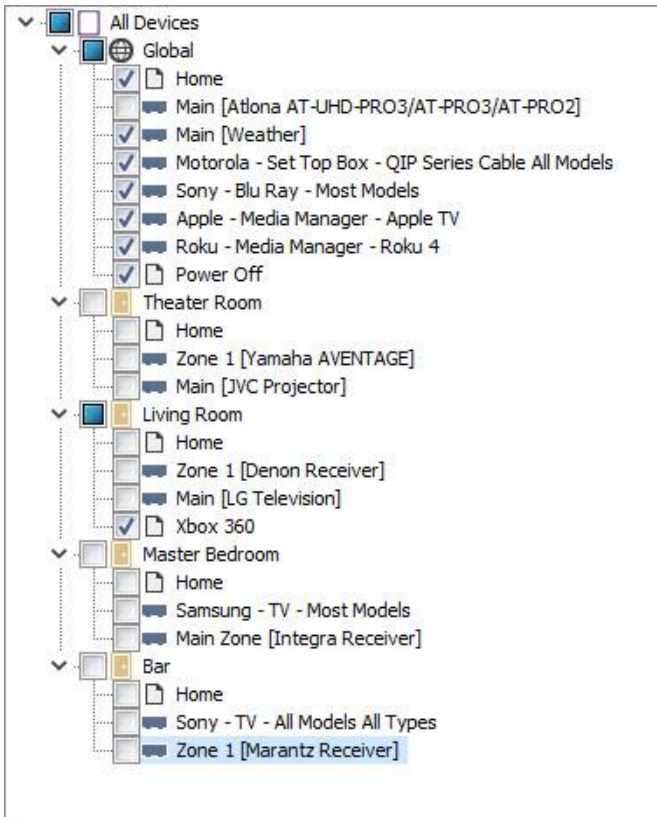 All Devices
Global
Home
Main [Atlona AT-UHD-PRO3/AT-PRO3/AT-PRO2]
Main [Weather]
Motorola - Set Top Box - QIP Series Cable All Models
Sony - Blu Ray - Most Models
Apple - Media Manager - Apple TV
Roku - Media Manager - Roku 4
Power Off
Theater Room
Home
Zone 1 [Yamaha AVENTAGE]
Main [JVC Projector]
Living Room
Home
Zone 1 [Denon Receiver]
Main [LG Television]
Xbox 360
Master Bedroom
Home
Samsung - TV - Most Models
Main Zone [Integra Receiver]
Bar
Home
Sony - TV - All Models All Types
Zone 1 [Marantz Receiver]